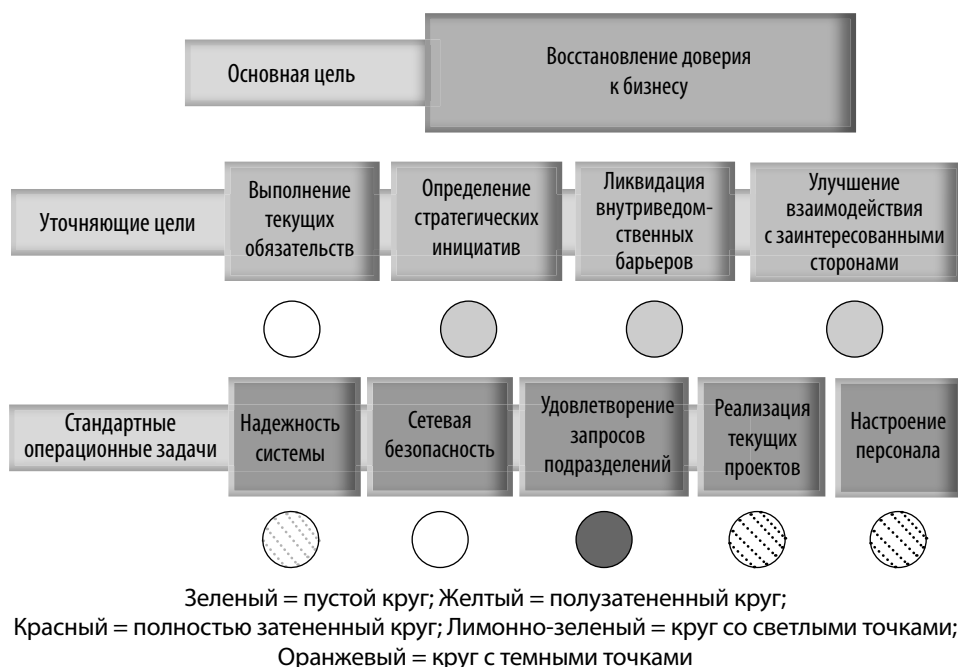 Основная цель
Восстановление доверия
к бизнесу
Уточняющие цели
Выполнение
текущих
обязательств
Определение
стратегических
инициатив
Ликвидация
внутриведом-
ственных
барьеров
Улучшение
взаимодействия
с заинтересованными
сторонами
Стандартные
операционные задачи
Надежность
системы
Сетевая
безопасность
Удовлетворение
запросов
подразделений
Реализация
текущих
проектов
Настроение
персонала
Зеленый = пустой круг; Желтый = полузатененный круг;
Красный = полностью затененный круг; Лимонно-зеленый = круг со светлыми точками;
Оранжевый = круг с темными точками